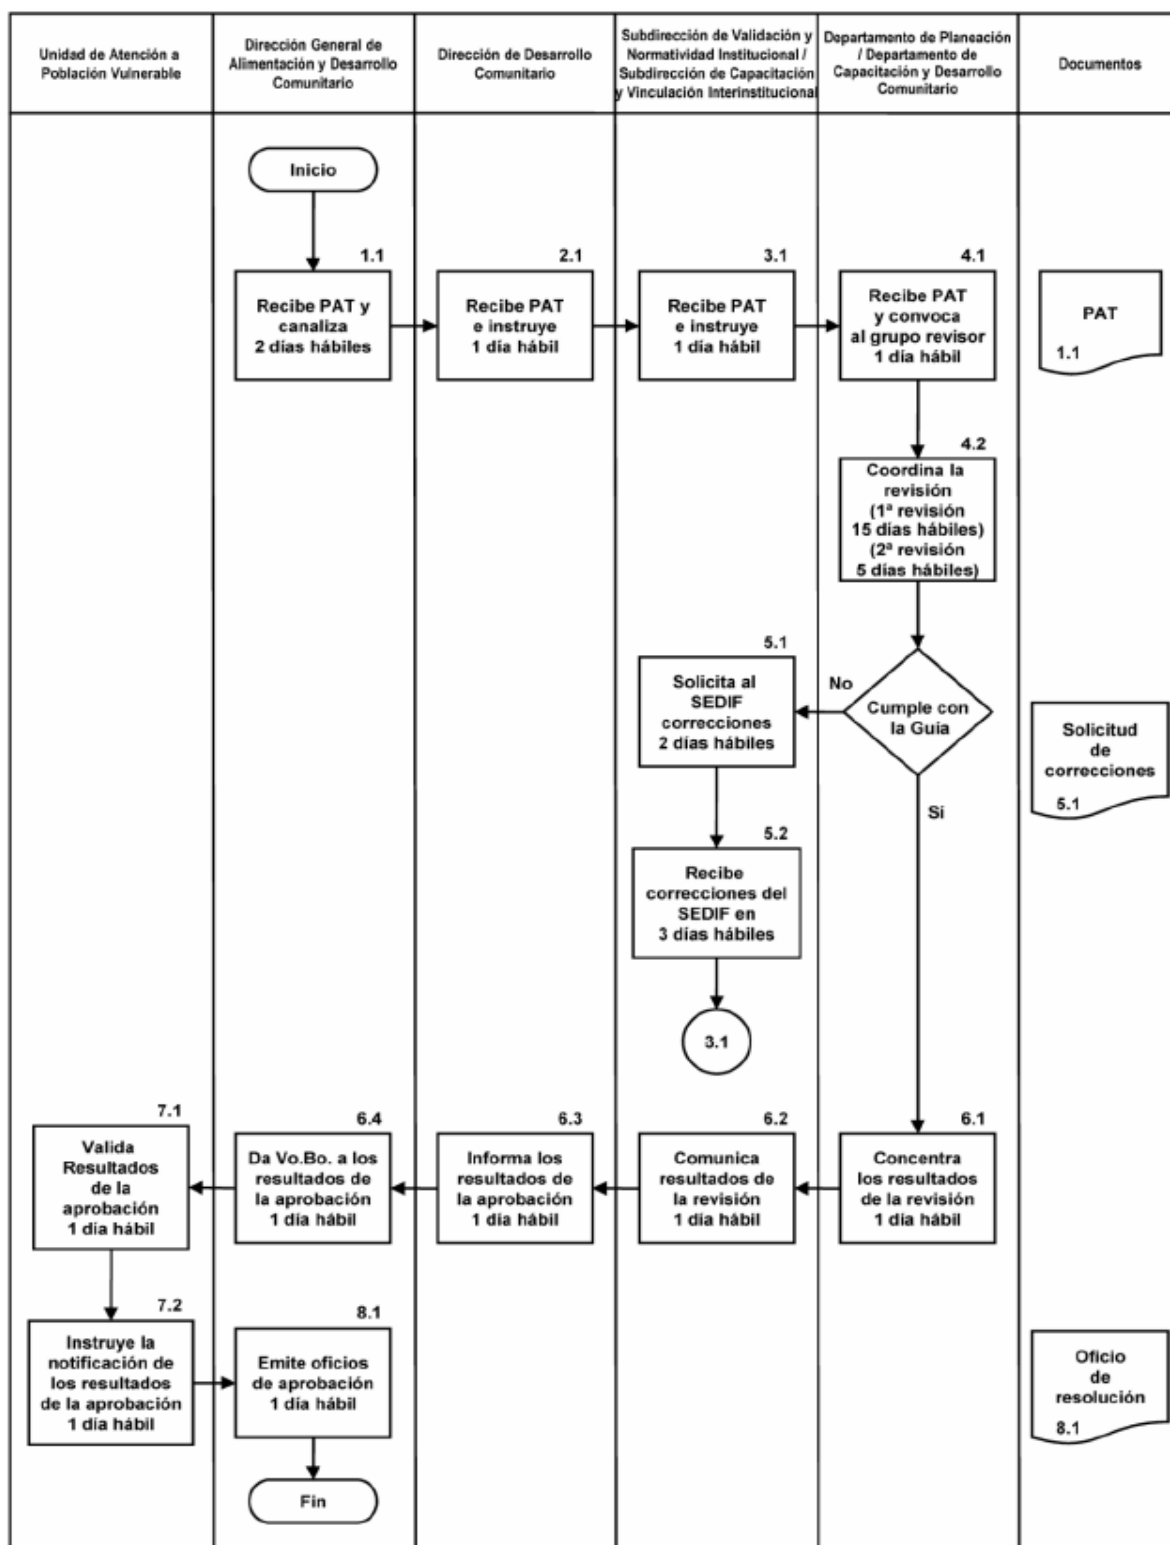 Unidad de Atención a
Población Vulnerable
Dirección General de
Alimentación y Desarrollo
Comunitario
Dirección de Desarrollo
Comunitario
Subdirección de Validación y
Normatividad Institucional /
Subdirección de Capacitación
y Vinculación Interinstitucional
Departamento de Planeación
/ Departamento de
Capacitación y Desarrollo
Comunitario
Documentos
Inicio
1.1
Recibe PAT y
canaliza
2 días hábiles
2.1
Recibe PAT
e instruye
1 día hábil
3.1
Recibe PAT
e instruye
1 día hábil
4.1
Recibe PAT
y convoca
al grupo revisor
1 día hábil
PAT
1.1
4.2
Coordina la
revisión
(1ª revisión
15 días hábiles)
(2ª revisión
5 días hábiles)
5.1
Solicita al
SEDIF
correcciones
2 días hábiles
No
Cumple con
la Guía
Sí
Solicitud
de
correcciones
5.1
5.2
Recibe
correcciones del
SEDIF en
3 días hábiles
3.1
7.1
Valida
Resultados
de la
aprobación
1 día hábil
6.4
Da Vo.Bo. a los
resultados de
la aprobación
1 día hábil
6.3
Informa los
resultados de
la aprobación
1 día hábil
6.2
Comunica
resultados de
la revisión
1 día hábil
6.1
Concentra
los resultados
de la revisión
1 día hábil
7.2
Instruye la
notificación de
los resultados
de la aprobación
1 día hábil
8.1
Emite oficios
de aprobación
1 día hábil
Oficio
de
resolución
8.1
Fin